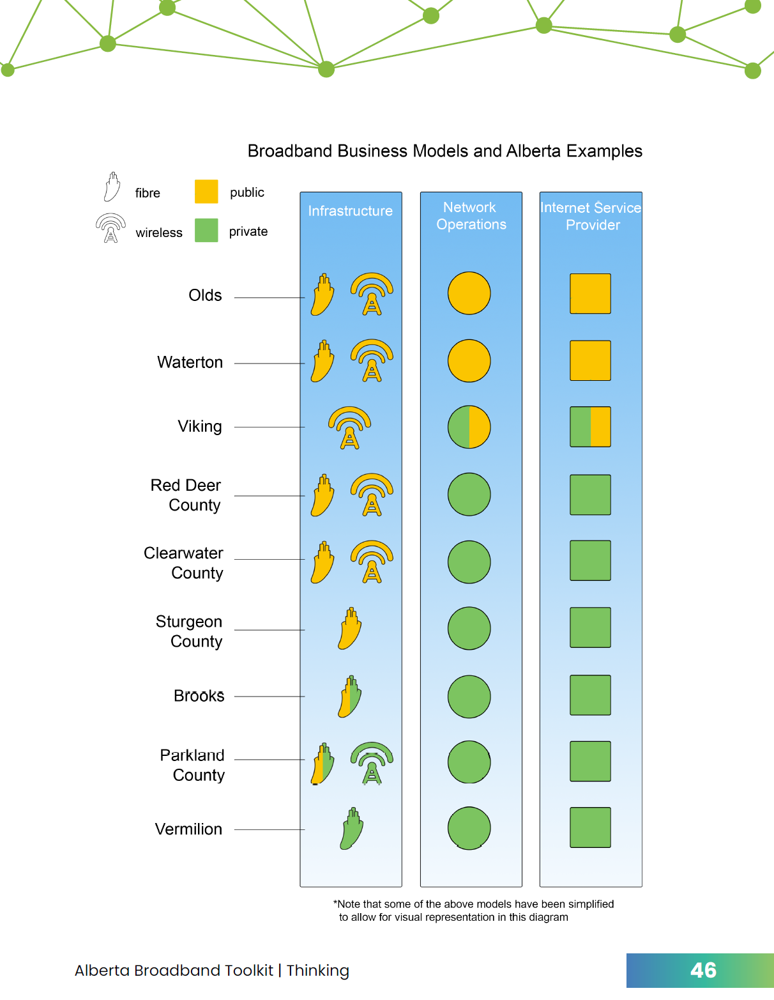 Broadband Business Models and Alberta Examples
fibre
public
wireless
private
Infrastructure
Network
Operations
Internet Service
Provider
Olds
Waterton
Viking
Red Deer
County
Clearwater
County
Sturgeon
County
Brooks
Parkland
County
Vermilion
*Note that some of the above models have been simplified
to allow for visual representation in this diagram
Alberta Broadband Toolkit | Thinking
46